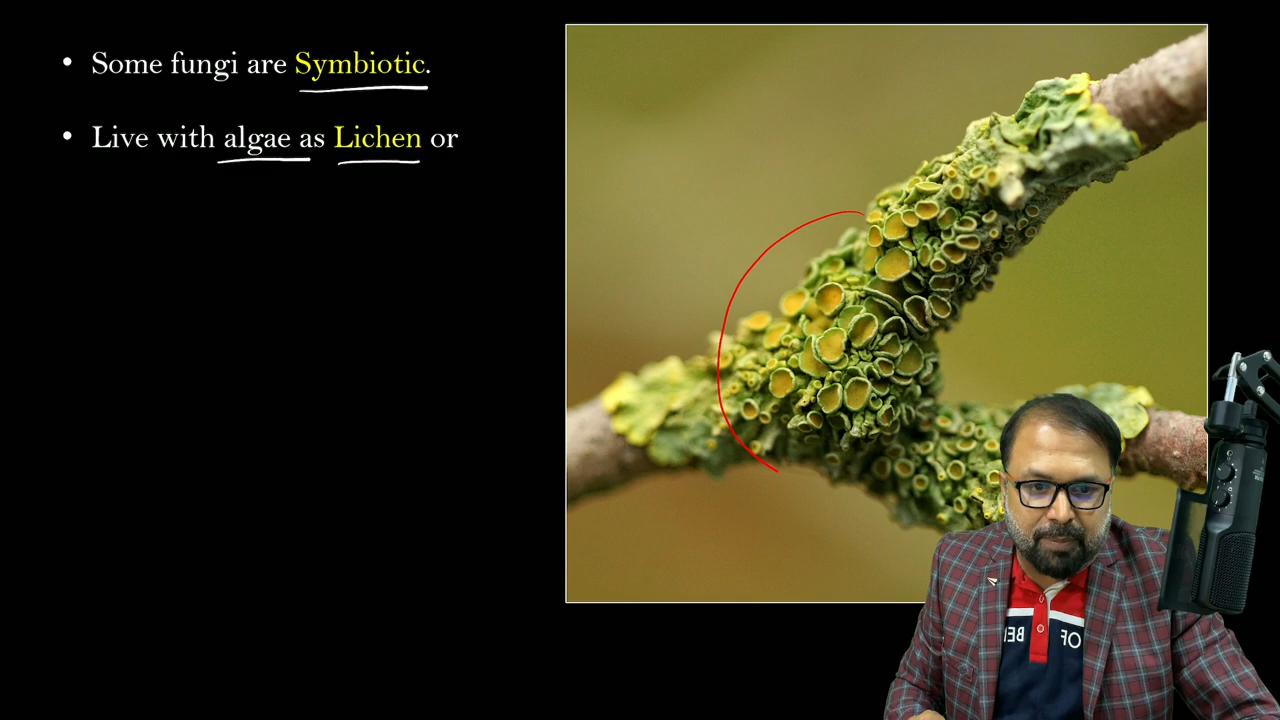 • Some fungi are Symbiotic.
• Live with algae as Lichen or